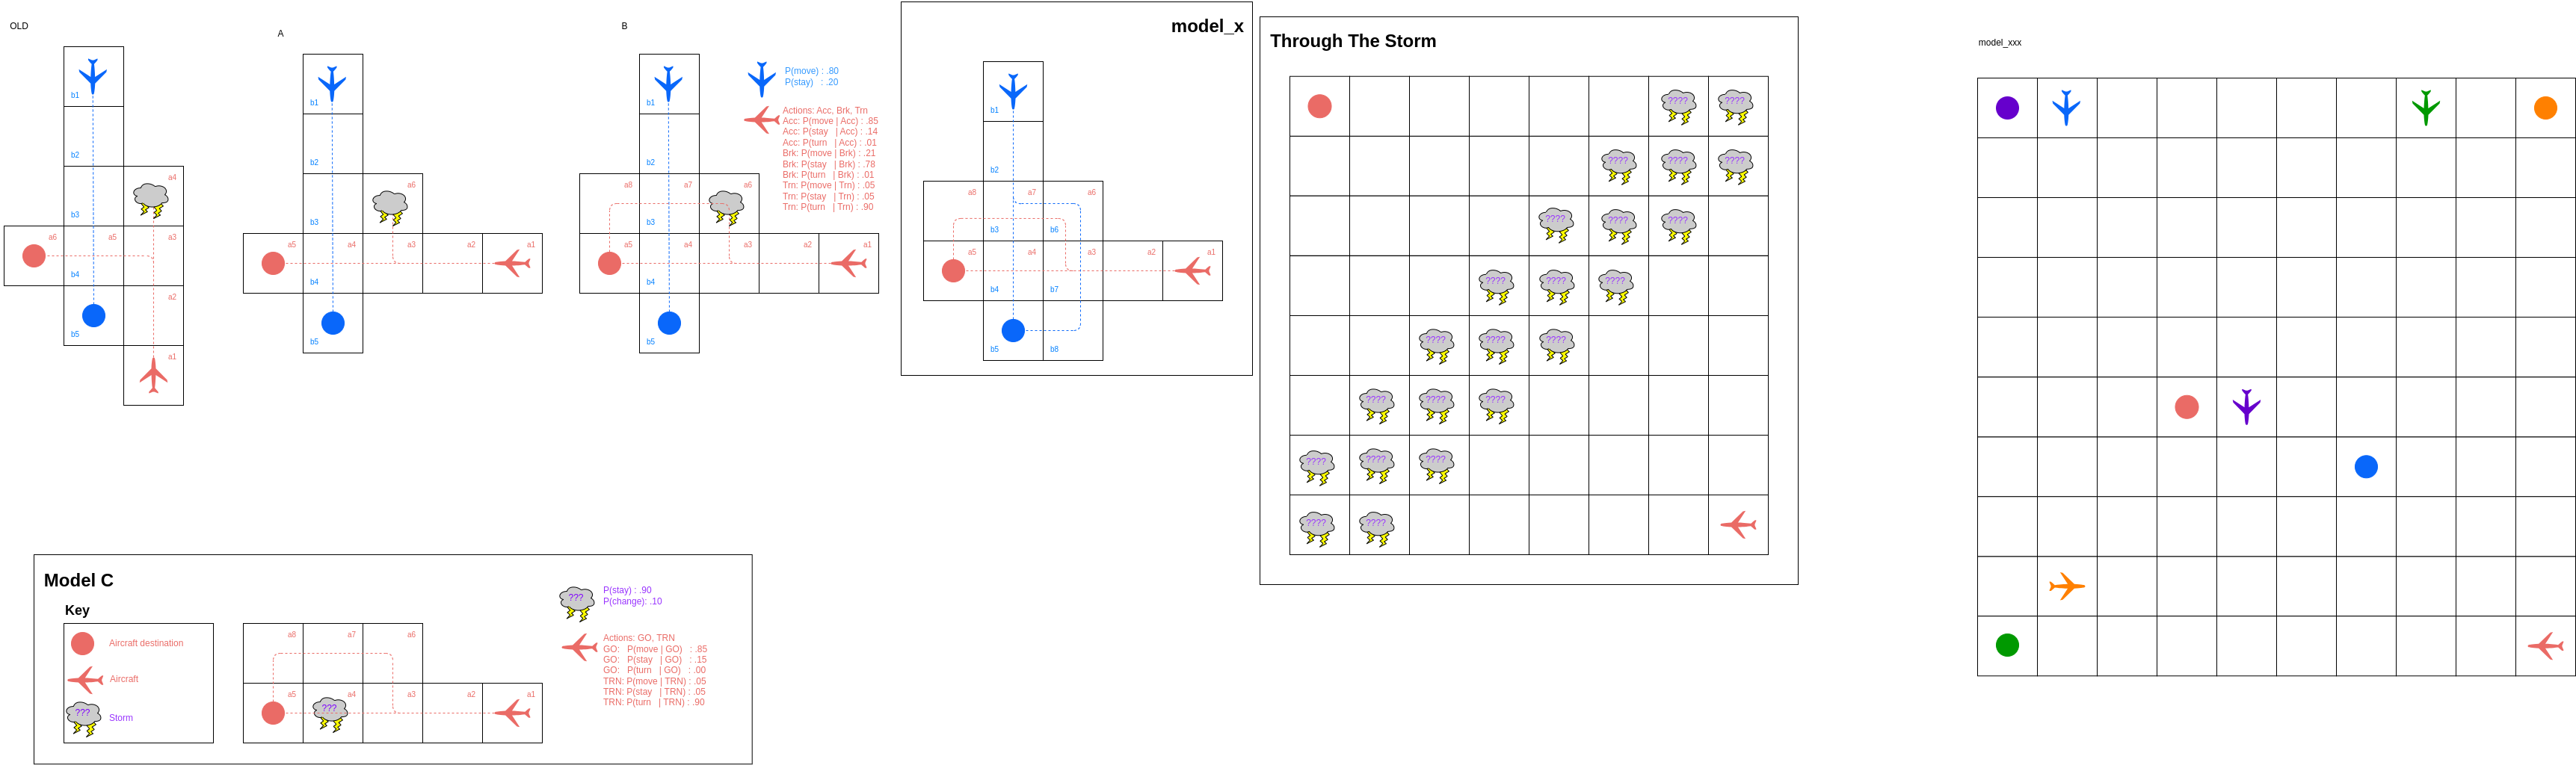 OLD
b1
b2
a4
b3
a6
a5
a3
b4
a2
b5
a1
A
b1
b2
a6
b3
a5
a4
a3
a2
a1
b4
b5
B
b1
b2
a8
a7
a6
b3
a5
a4
a3
a2
a1
b4
b5
P(move) : .80
P(stay) : .20
Actions: Acc, Brk, Trn
Acc: P(move | Acc) : .85
Acc: P(stay | Acc) : .14
Acc: P(turn | Acc) : .01
Brk: P(move | Brk) : .21
Brk: P(stay | Brk) : .78
Brk: P(turn | Brk) : .01
Trn: P(move | Trn) : .05
Trn: P(stay | Trn) : .05
Trn: P(turn | Trn) : .90
model_x
b1
b2
a8
a7
a6
b3
b6
a5
a4
a3
a2
a1
b4
b7
b5
b8
Through The Storm
???? ????
???? ???? ????
???? ???? ????
???? ???? ????
???? ???? ????
???? ???? ????
???? ???? ????
???? ????
model_xxx
Model C
Key
Aircraft destination
Aircraft
???
Storm
a8
a7
a6
a5
a4
a3
a2
a1
???
???
P(stay) : .90
P(change): .10
Actions: GO, TRN
GO: P(move | GO) : .85
GO: P(stay | GO) : .15
GO: P(turn | GO) : .00
TRN: P(move | TRN) : .05
TRN: P(stay | TRN) : .05
TRN: P(turn | TRN) : .90